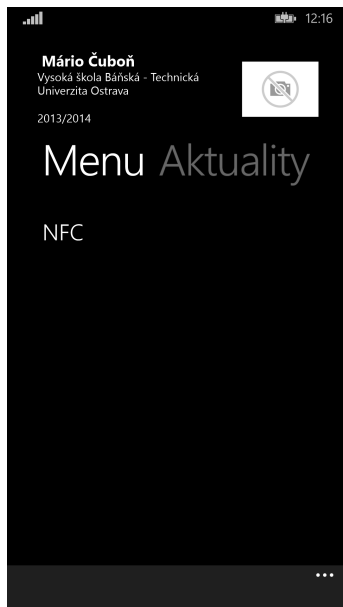 12:16
Mário Čuboň
Vysoká škola Báňská - Technická
Univerzita Ostrava
2013/2014
Menu Aktuality
NFC